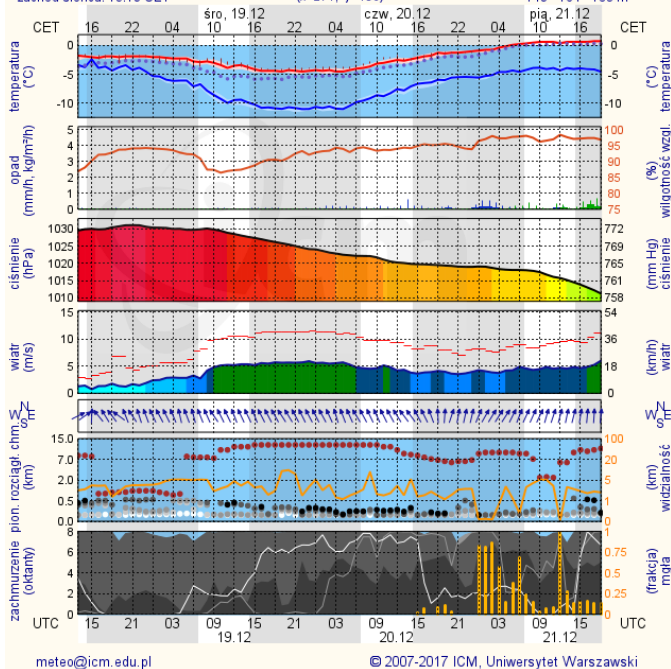 śro, 19.12 czw, 20.12 pią, 21.12
CET 16 22 04 10 16 22 04 10 16 22 04 10 16 CET
temperatura (°C)
0
-5
-10
0
-5
-10
temperatura (°C)
opad (mm/h, kg/m²/h)
5
4
3
2
1
0
100
95
90
85
80
75
(%) wilgotność wzgl.
ciśnienie (hPa)
1030
1020
1015
1010
772
769
765
761
758
(mm Hg) ciśnienie
wiatr (m/s)
15
10
5
0
54
36
18
0
(km/h) wiatr
N
W E
S
N
W E
S
pion. rozciągł. chm. (km)
15.0
7.0
2.0
0.5
0.0
100
20
5
1
0
(km) widzialność
zachmurzenie (oktanty)
8
6
4
2
0
1
0.75
0.5
0.25
0
(frakcja) mgła
UTC 15 21 03 09 15 21 03 09 15 21 03 09 15 UTC
19.12 20.12 21.12
meteo@icm.edu.pl © 2007-2017 ICM, Uniwersytet Warszawski